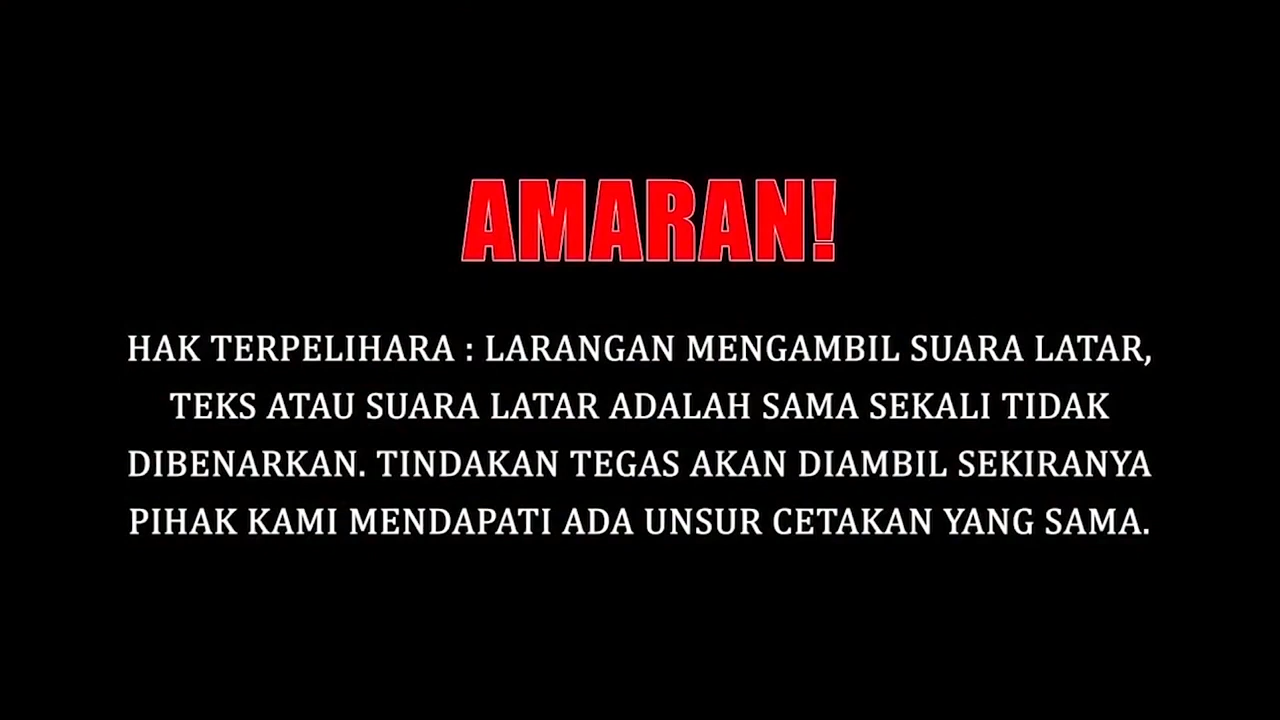 AMARAN!
HAK TERPELIHARA : LARANGAN MENGAMBIL SUARA LATAR,
TEKS ATAU SUARA LATAR ADALAH SAMA SEKALI TIDAK
DIBENARKAN. TINDAKAN TEGAS AKAN DIAMBIL SEKIRANYA
PIHAK KAMI MENDAPATI ADA UNSUR CETAKAN YANG SAMA.